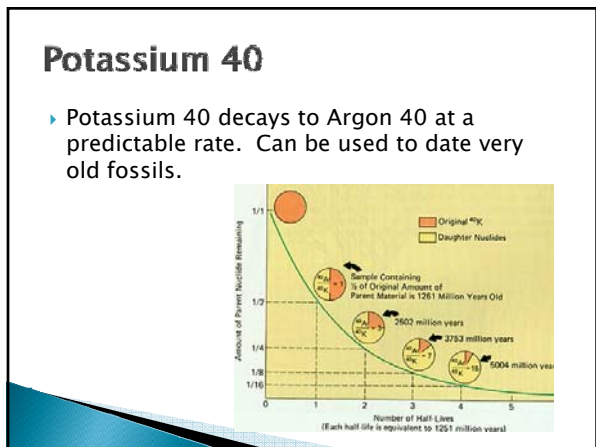 Potassium 40
Potassium 40 decays to Argon 40 at a
predictable rate. Can be used to date very
old fossils.
Amount of Parent Nuclide Remaining
1/1
1/2
1/4
1/8
1/16
Original ⁴⁰K
Daughter Nuclides
Sample Containing
½ of Original Amount of
Parent Material is 1261 Million Years Old
2602 million years
3753 million years
5004 million yea
0 1 2 3 4 5
Number of Half-Lives
(Each half-life is equivalent to 1251 million years)